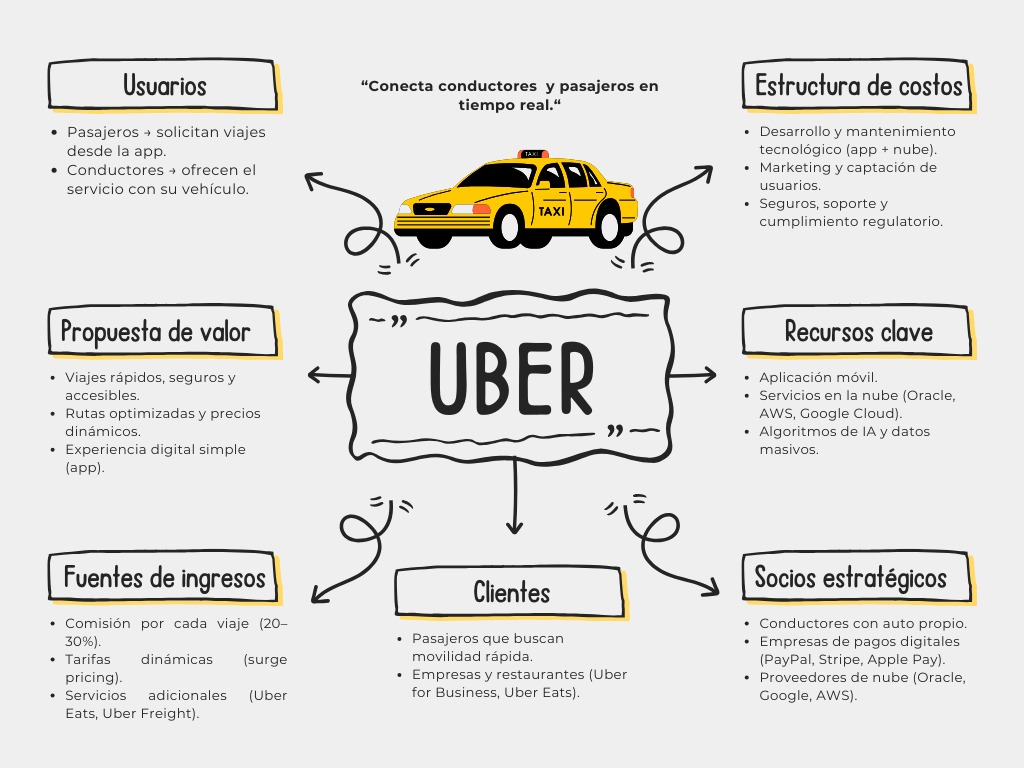 “Conecta conductores y pasajeros en
tiempo real.“
TAXI
TAXI
UBER
Usuarios
• Pasajeros → solicitan viajes
desde la app.
• Conductores → ofrecen el
servicio con su vehículo.
Propuesta de valor
• Viajes rápidos, seguros y
accesibles.
• Rutas optimizadas y precios
dinámicos.
• Experiencia digital simple
(app).
Fuentes de ingresos
• Comisión por cada viaje (20–
30%).
• Tarifas dinámicas (surge
pricing).
• Servicios adicionales (Uber
Eats, Uber Freight).
Clientes
• Pasajeros que buscan
movilidad rápida.
• Empresas y restaurantes (Uber
for Business, Uber Eats).
Estructura de costos
• Desarrollo y mantenimiento
tecnológico (app + nube).
• Marketing y captación de
usuarios.
• Seguros, soporte y
cumplimiento regulatorio.
Recursos clave
• Aplicación móvil.
• Servicios en la nube (Oracle,
AWS, Google Cloud).
• Algoritmos de IA y datos
masivos.
Socios estratégicos
• Conductores con auto propio.
• Empresas de pagos digitales
(PayPal, Stripe, Apple Pay).
• Proveedores de nube (Oracle,
Google, AWS).